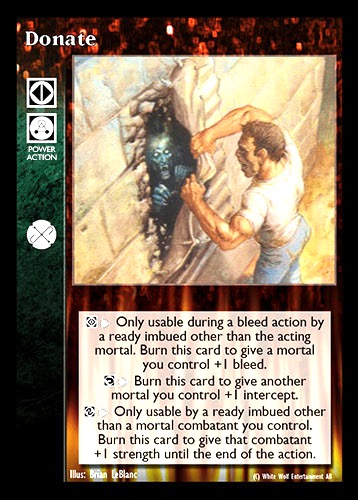 Donate
POWER
ACTION
Only usable during a bleed action by
a ready imbued other than the acting
mortal. Burn this card to give a mortal
you control +1 bleed.
Burn this card to give another
mortal you control +1 intercept.
Only usable by a ready imbued other
than a mortal combatant you control.
Burn this card to give that combatant
+1 strength until the end of the action.
Illus: Brian LeBlanc
(C) White Wolf Entertainment AB